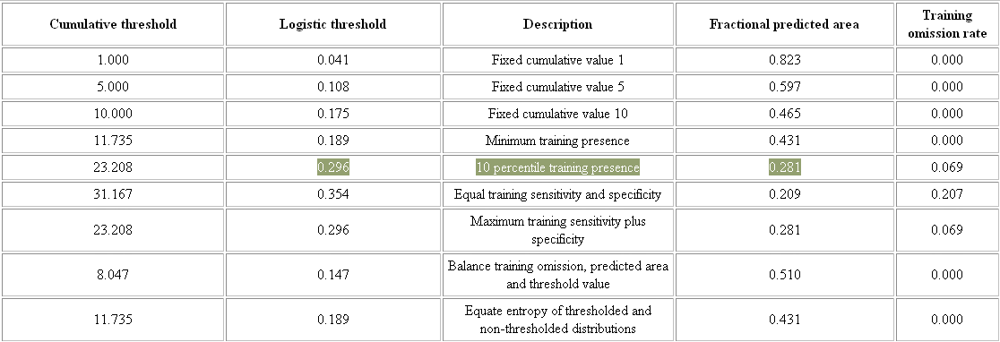 Cumulative threshold Logistic threshold Description Fractional predicted area Training omission rate
1.000 0.041 Fixed cumulative value 1 0.823 0.000
5.000 0.108 Fixed cumulative value 5 0.597 0.000
10.000 0.175 Fixed cumulative value 10 0.465 0.000
11.735 0.189 Minimum training presence 0.431 0.000
23.208 0.296 10 percentile training presence 0.281 0.069
31.167 0.354 Equal training sensitivity and specificity 0.209 0.207
23.208 0.296 Maximum training sensitivity plus specificity 0.281 0.069
8.047 0.147 Balance training omission, predicted area and threshold value 0.510 0.000
11.735 0.189 Equate entropy of thresholded and non-thresholded distributions 0.431 0.000